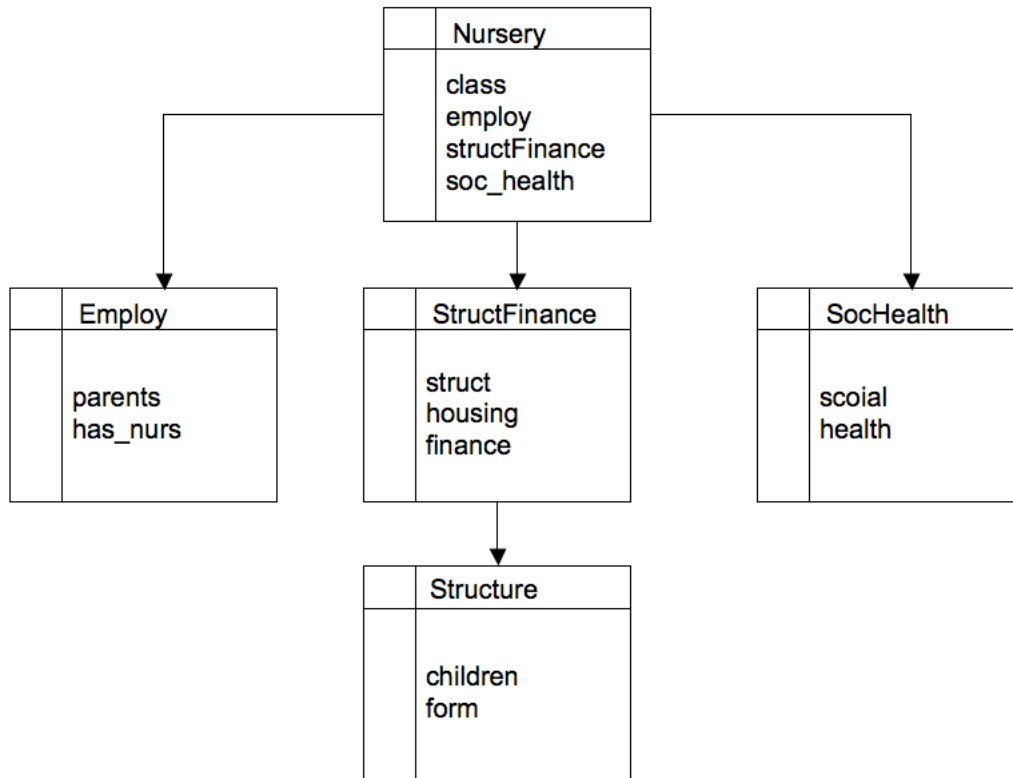 Nursery
class
employ
structFinance
soc_health
Employ
parents
has_nurs
StructFinance
struct
housing
finance
SocHealth
scoial
health
Structure
children
form